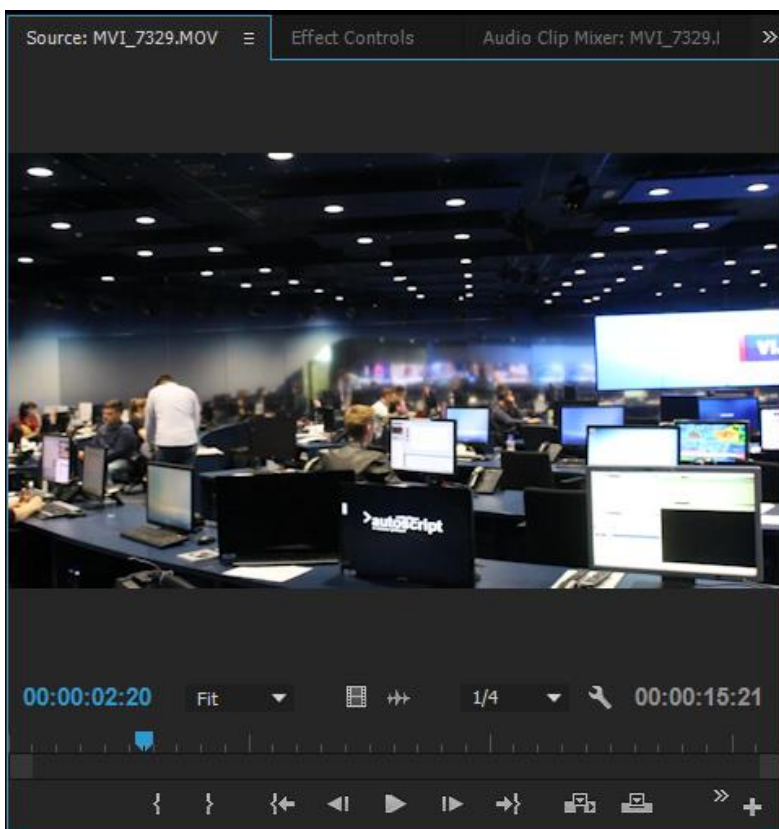 Source: MVI_7329.MOV Effect Controls Audio Clip Mixer: MVI_7329.
VI
>autoscript
00:00:02:20 Fit 1/4 00:00:15:21